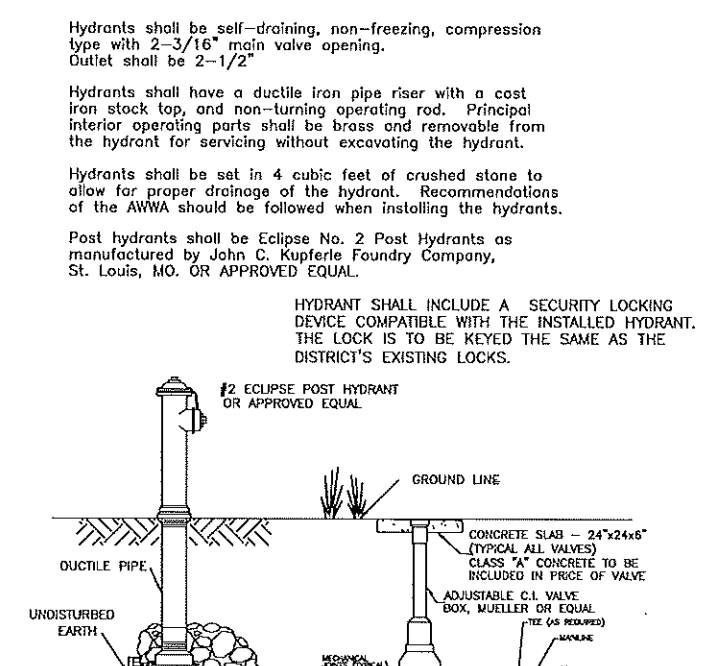 Hydrants shall be self-draining, non-freezing, compression
type with 2-3/16" main valve opening.
Outlet shall be 2-1/2"
Hydrants shall have a ductile iron pipe riser with a cast
iron stock top, and non-turning operating rod. Principal
interior operating parts shall be brass and removable from
the hydrant for servicing without excavating the hydrant.
Hydrants shall be set in 4 cubic feet of crushed stone to
allow for proper drainage of the hydrant. Recommendations
of the AWWA should be followed when installing the hydrants.
Post hydrants shall be Eclipse No. 2 Post Hydrants as
manufactured by John C. Kupferle Foundry Company,
St. Louis, MO. OR APPROVED EQUAL.
HYDRANT SHALL INCLUDE A SECURITY LOCKING
DEVICE COMPATIBLE WITH THE INSTALLED HYDRANT.
THE LOCK IS TO BE KEYED THE SAME AS THE
DISTRICT'S EXISTING LOCKS.
#2 ECLIPSE POST HYDRANT
OR APPROVED EQUAL
GROUND LINE
CONCRETE SLAB - 24"x24x6"
(TYPICAL ALL VALVES)
CLASS "A" CONCRETE TO BE
INCLUDED IN PRICE OF VALVE
DUCTILE PIPE
ADJUSTABLE C.I. VALVE
BOX, MUELLER OR EQUAL
UNDISTURBED
EARTH
TEE (AS REQUIRED)
MAINLINE
MECHANICAL
JOINTS (TYPICAL)